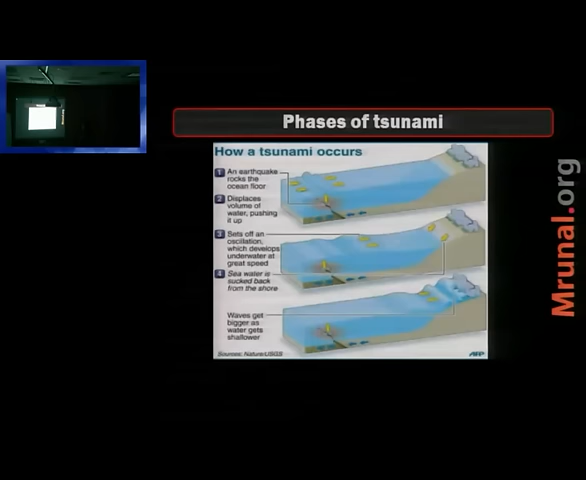 Phases of tsunami
How a tsunami occurs
1 An earthquake
rocks the
ocean floor
2 Displaces
volume of
water, pushing
it up
3 Sets off an
oscillation,
which develops
underwater at
great speed
4 Sea water is
sucked back
from the shore
Waves get
bigger as
water gets
shallower
Sources: Nature/USGS
AFP
Mrunal.org